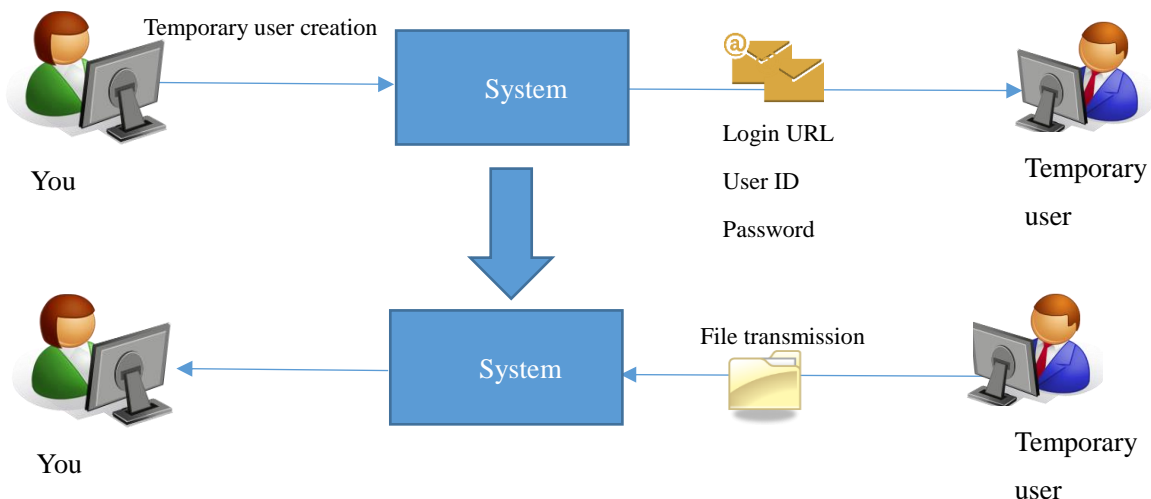 Temporary user creation
System
@
Login URL
User ID
Password
You
Temporary
user
File transmission
System
You
Temporary
user